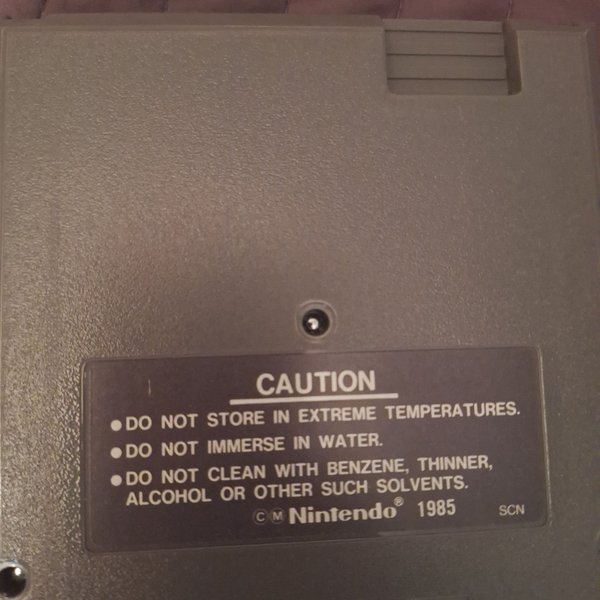 CAUTION
● DO NOT STORE IN EXTREME TEMPERATURES.
● DO NOT IMMERSE IN WATER.
● DO NOT CLEAN WITH BENZENE, THINNER,
ALCOHOL OR OTHER SUCH SOLVENTS.
ⒸⓂ Nintendo® 1985 SCN